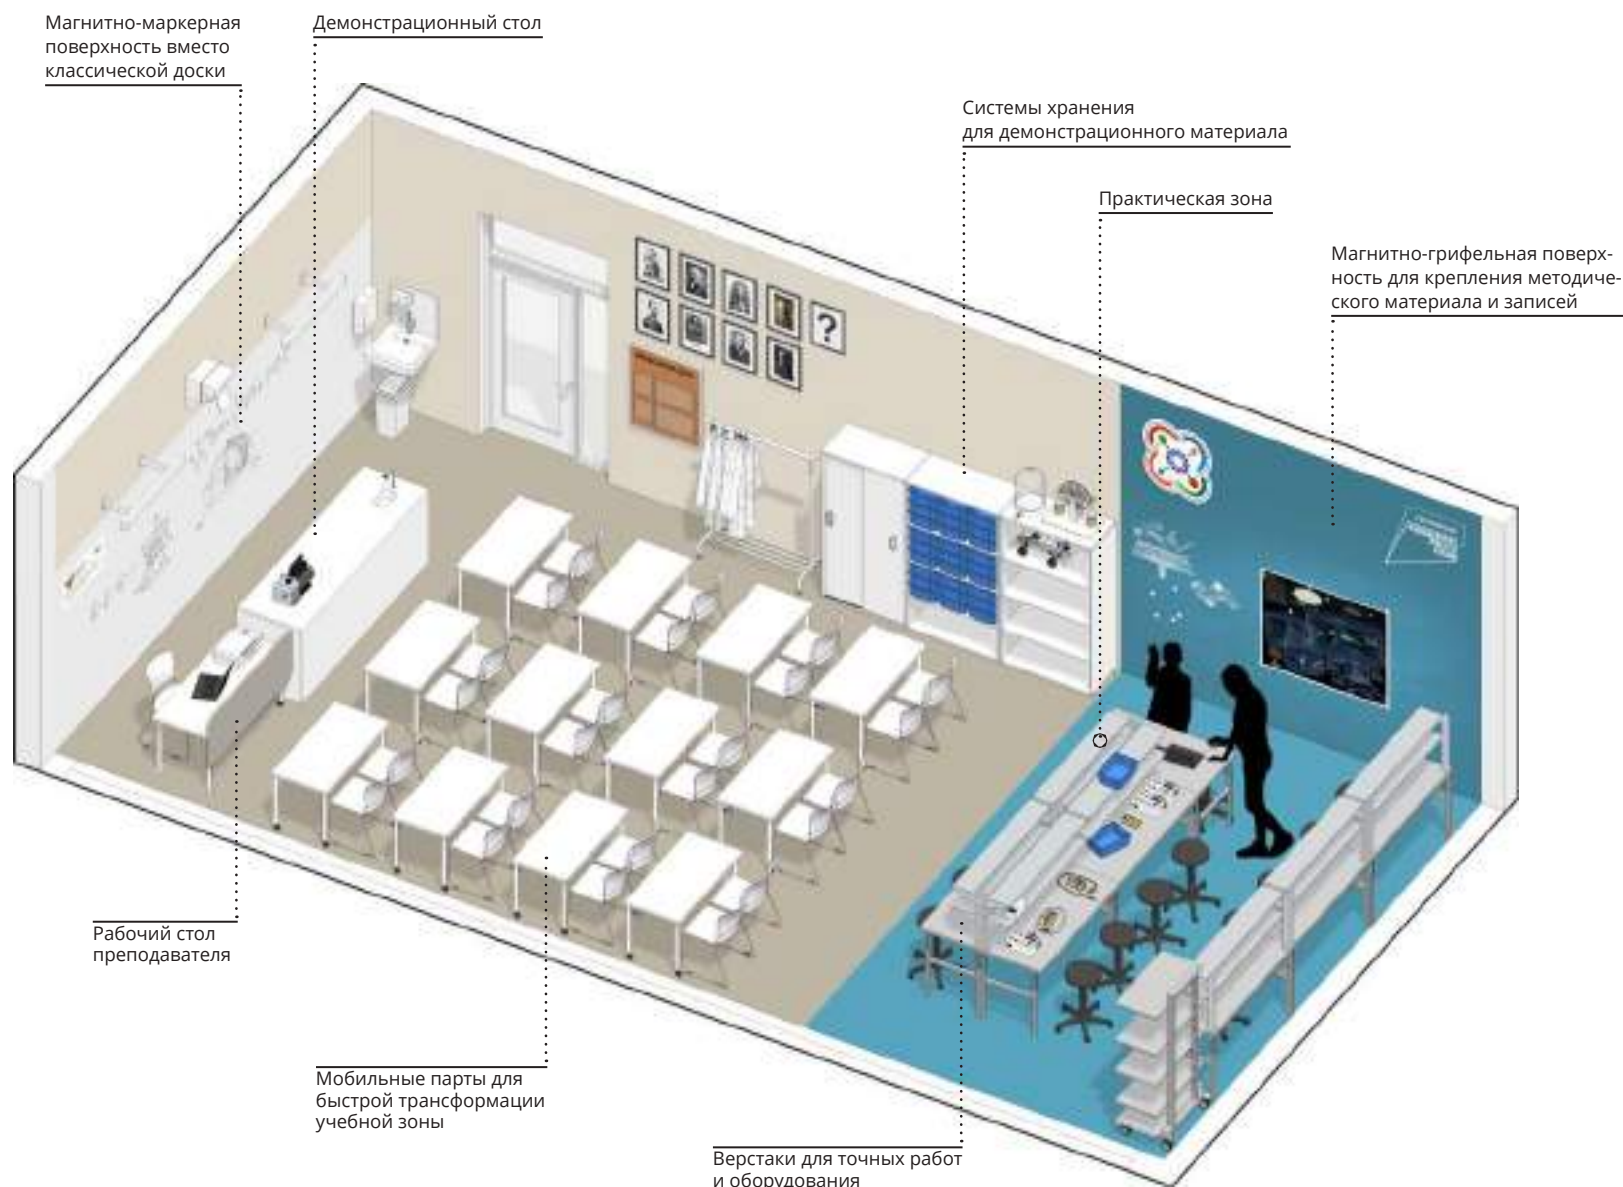 Магнитно-маркерная
поверхность вместо
классической доски
Демонстрационный стол
Системы хранения
для демонстрационного материала
Практическая зона
Магнитно-грифельная поверх-
ность для крепления методиче-
ского материала и записей
?
Рабочий стол
преподавателя
Мобильные парты для
быстрой трансформации
учебной зоны
Верстаки для точных работ
и оборудования